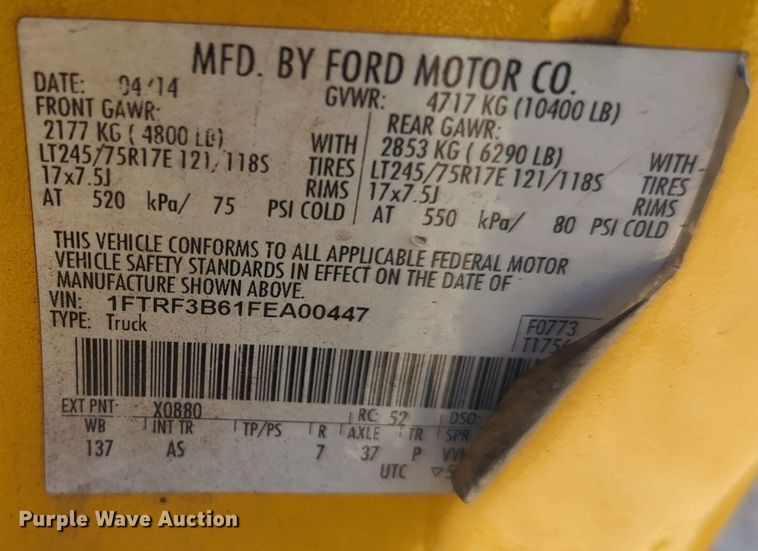 MFD. BY FORD MOTOR CO.
DATE: 04/14 GVWR: 4717 KG (10400 LB)
FRONT GAWR: REAR GAWR:
2177 KG ( 4800 LB) WITH 2853 KG ( 6290 LB) WITH
LT245/75R17E 121/118S TIRES LT245/75R17E 121/118S TIRES
17x7.5J RIMS 17x7.5J RIMS
AT 520 kPa/ 75 PSI COLD AT 550 kPa/ 80 PSI COLD
THIS VEHICLE CONFORMS TO ALL APPLICABLE FEDERAL MOTOR
VEHICLE SAFETY STANDARDS IN EFFECT ON THE DATE OF
MANUFACTURE SHOWN ABOVE.
VIN: 1FTRF3B61FEA00447
TYPE: Truck F0773
EXT PNT: X0880 RC: 52 DSO:
WB INT TR TP/PS R AXLE TR SPR
137 AS 7 37 P
UTC
Purple Wave Auction